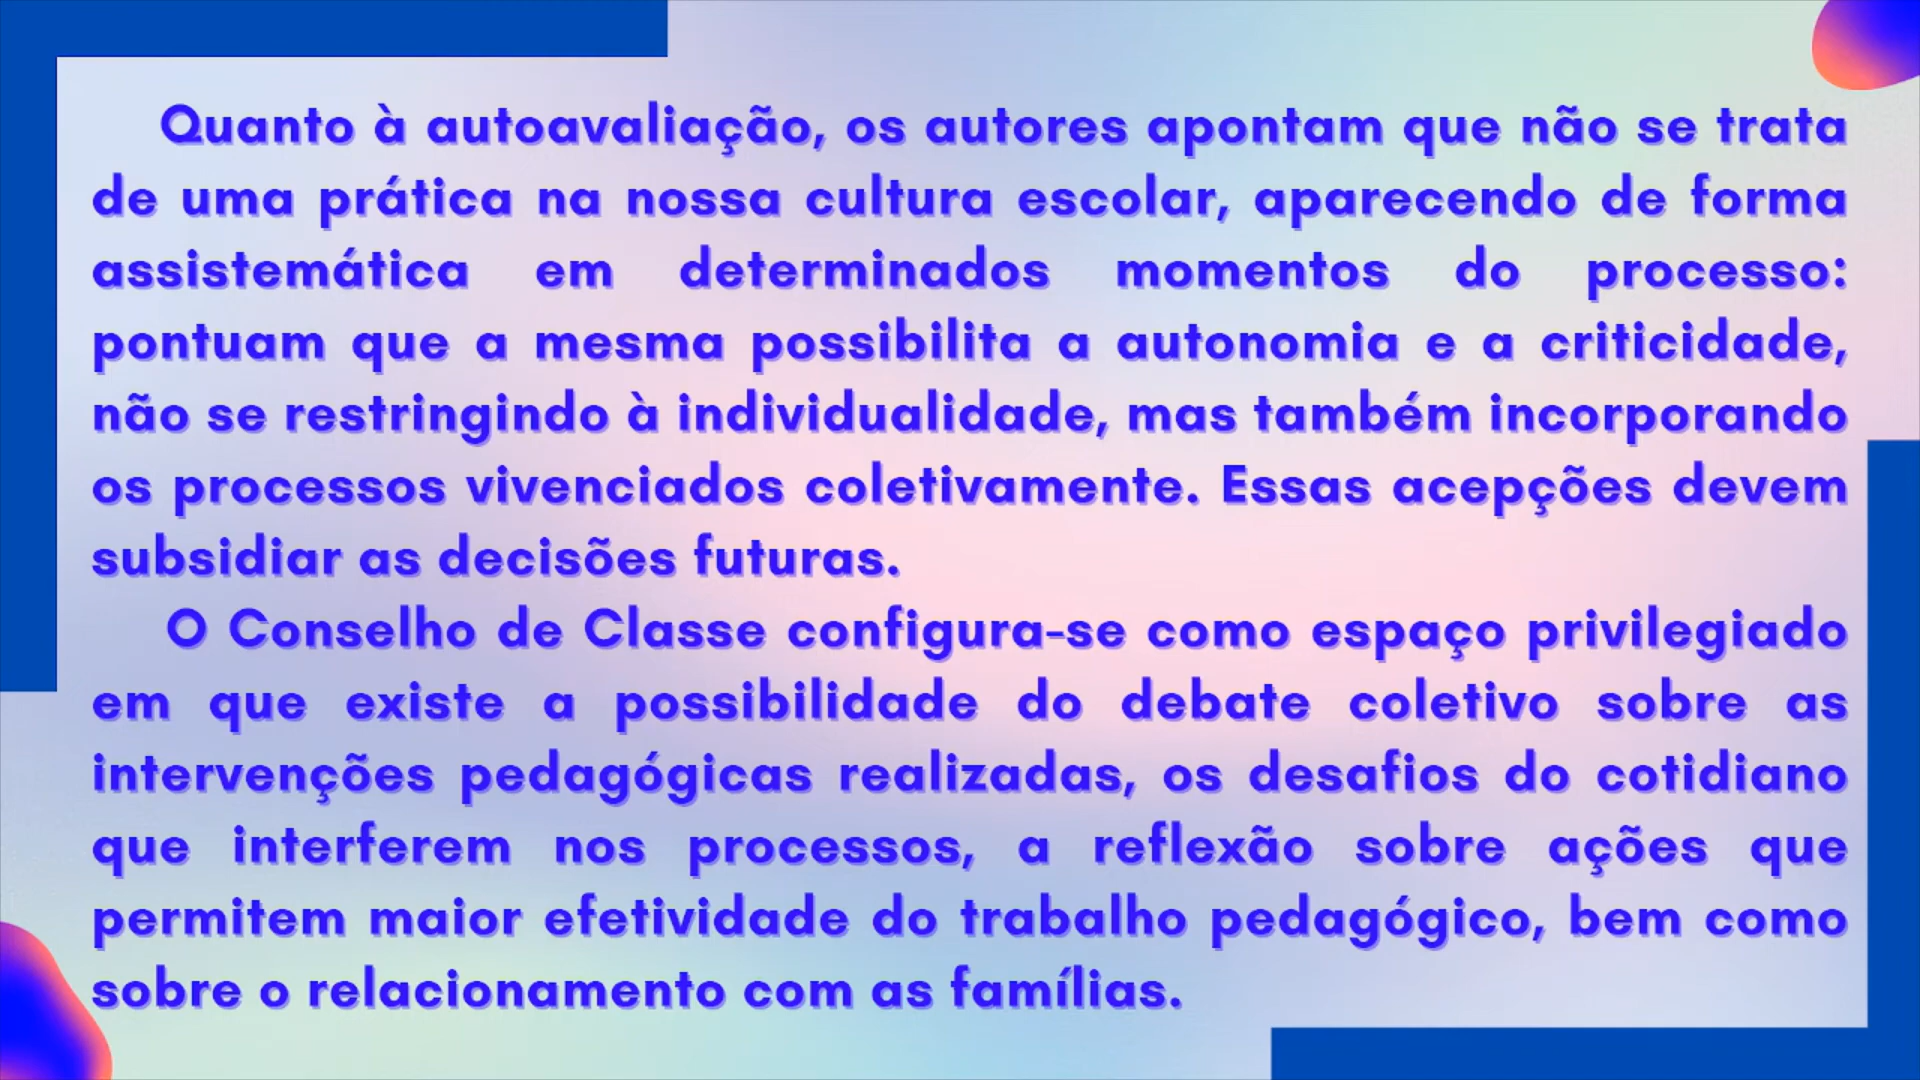 Quanto à autoavaliação, os autores apontam que não se trata
de uma prática na nossa cultura escolar, aparecendo de forma
assistemática em determinados momentos do processo:
pontuam que a mesma possibilita a autonomia e a criticidade,
não se restringindo à individualidade, mas também incorporando
os processos vivenciados coletivamente. Essas acepções devem
subsidiar as decisões futuras.
O Conselho de Classe configura-se como espaço privilegiado
em que existe a possibilidade do debate coletivo sobre as
intervenções pedagógicas realizadas, os desafios do cotidiano
que interferem nos processos, a reflexão sobre ações que
permitem maior efetividade do trabalho pedagógico, bem como
sobre o relacionamento com as famílias.